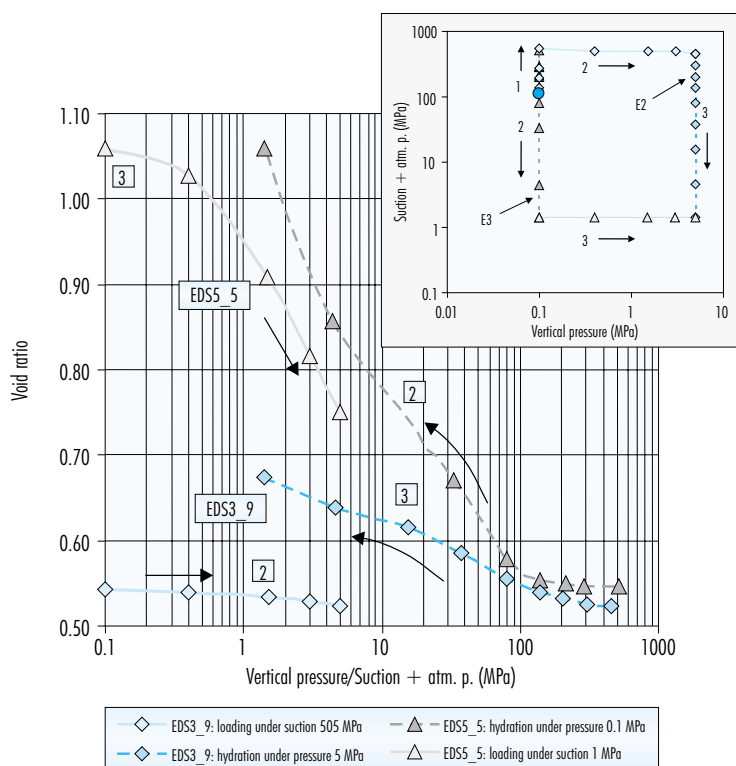 1000
100
10
1
0.1
Suction + atm. p. (MPa)
0.01
0.1
1
10
Vertical pressure (MPa)
1
2
2
E2
3
E3
3
1.10
1.00
0.90
0.80
0.70
0.60
0.50
Void ratio
3
EDS5_5
2
3
EDS3_9
2
0.1
1
10
100
1000
Vertical pressure/Suction + atm. p. (MPa)
EDS3_9: loading under suction 505 MPa
EDS5_5: hydration under pressure 0.1 MPa
EDS3_9: hydration under pressure 5 MPa
EDS5_5: loading under suction 1 MPa